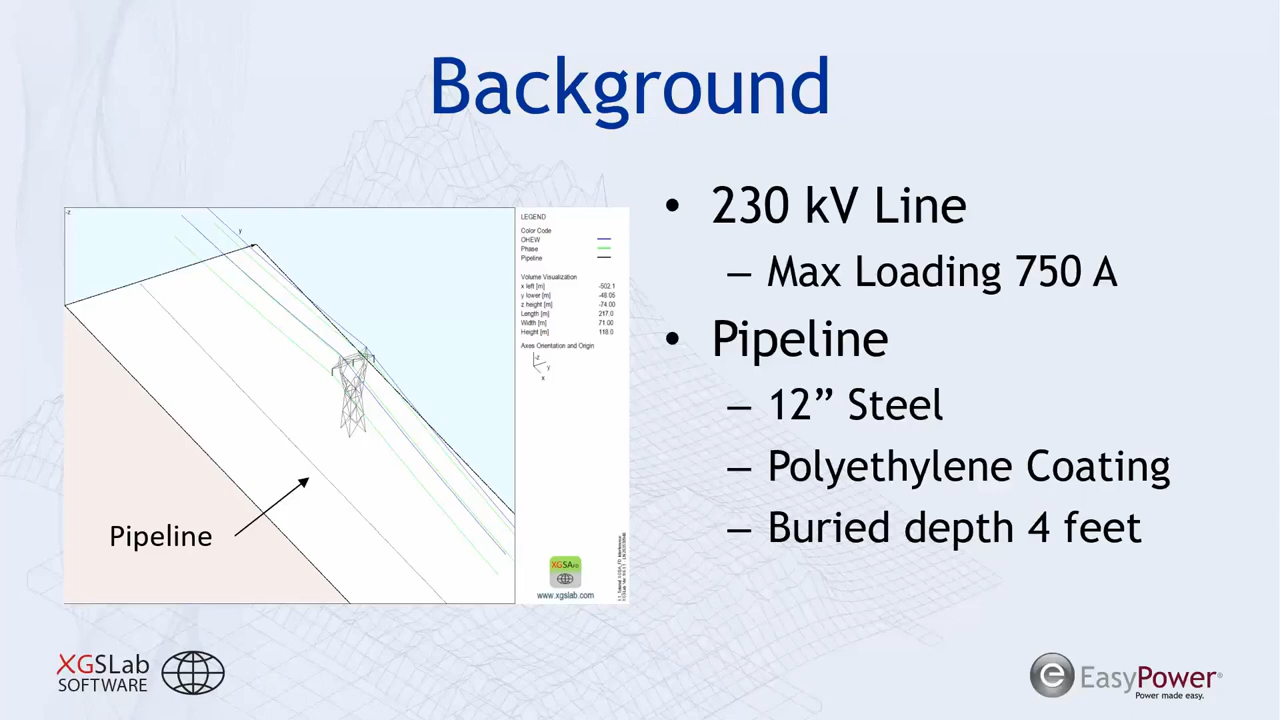 Background
-z
y
LEGEND
Color Code
OHEW
Phase
Pipeline
Volume Visualization
x left [m] -502.1
y lower [m] -48.05
z height [m] -74.00
Length [m] 217.0
Width [m] 71.00
Height [m] 118.0
Axes Orientation and Origin
-z
y
x
Pipeline
XGSAFD
www.xgslab.com
• 230 kV Line
– Max Loading 750 A
• Pipeline
– 12” Steel
– Polyethylene Coating
– Buried depth 4 feet
XGSLab
SOFTWARE
e EasyPower®
Power made easy.